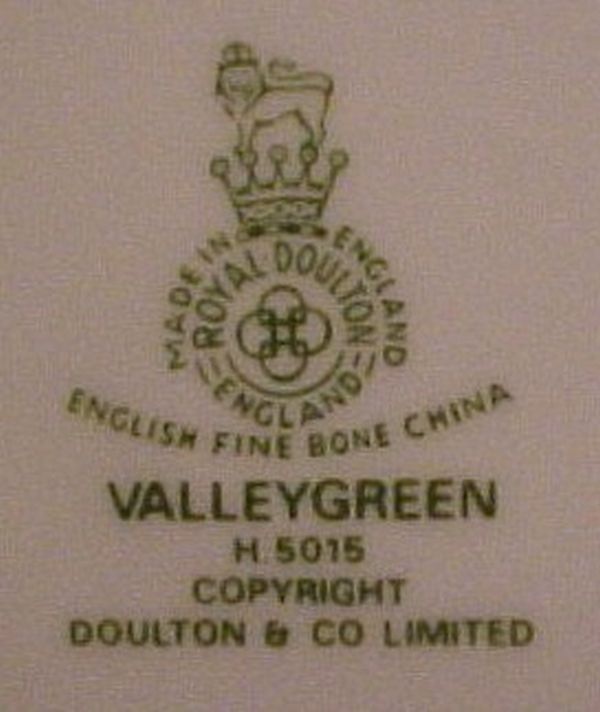 MADE IN ENGLAND
ROYAL DOULTON
ENGLAND
ENGLISH FINE BONE CHINA
VALLEYGREEN
H. 5015
COPYRIGHT
DOULTON & CO LIMITED